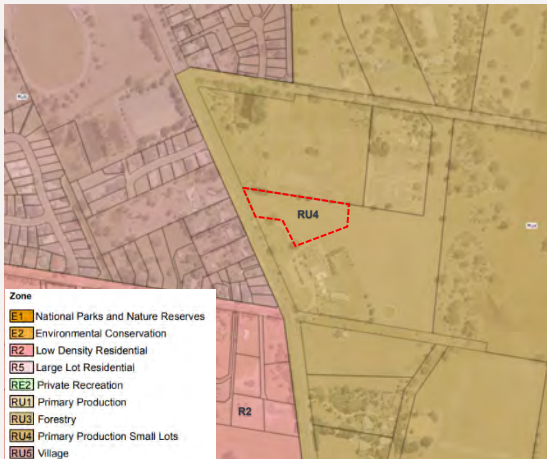 RU4
R2
Zone
E1 National Parks and Nature Reserves
E2 Environmental Conservation
R2 Low Density Residential
R5 Large Lot Residential
RE2 Private Recreation
RU1 Primary Production
RU3 Forestry
RU4 Primary Production Small Lots
RU5 Village